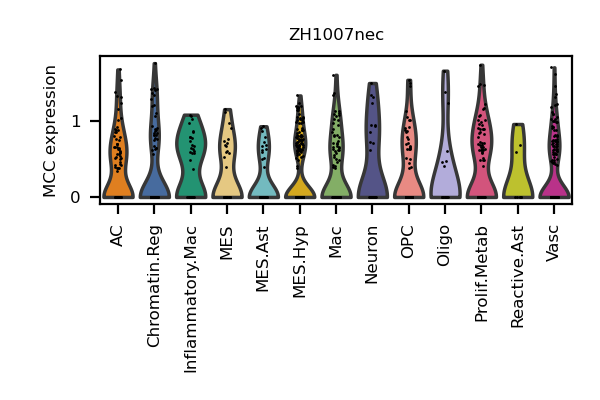 ZH1007nec
MCC expression
1
0
AC
Chromatin.Reg
Inflammatory.Mac
MES
MES.Ast
MES.Hyp
Mac
Neuron
OPC
Oligo
Prolif.Metab
Reactive.Ast
Vasc